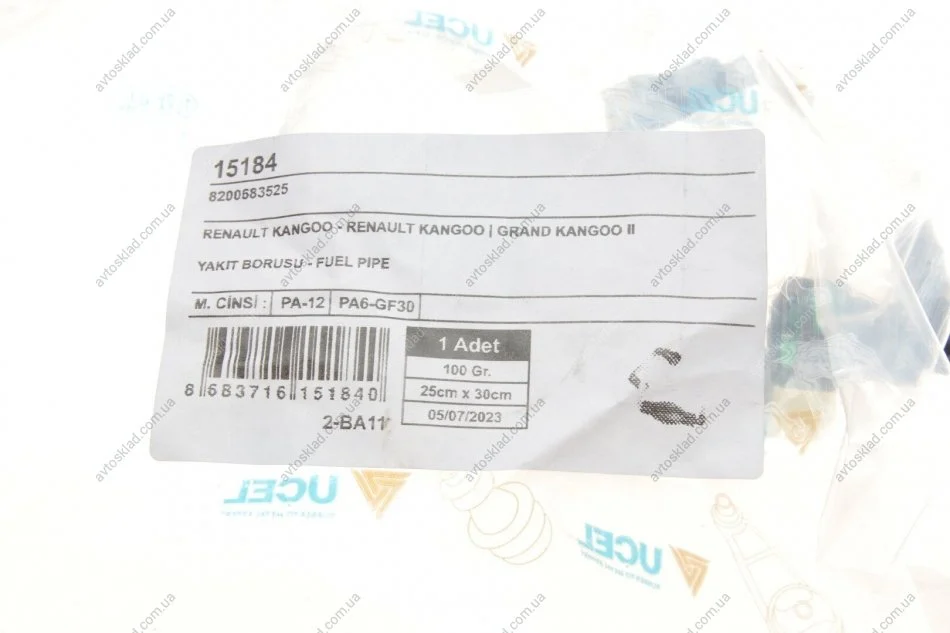 UCEL
UCEL
15184
8200583525
RENAULT KANGOO - RENAULT KANGOO | GRAND KANGOO II
YAKIT BORUSU - FUEL PIPE
M. CİNSİ : PA-12 PA6-GF30
1 Adet
100 Gr.
25cm x 30cm
05/07/2023
8 683716 151840
2-BA11
UCEL
UCEL
avtosklad.com.ua